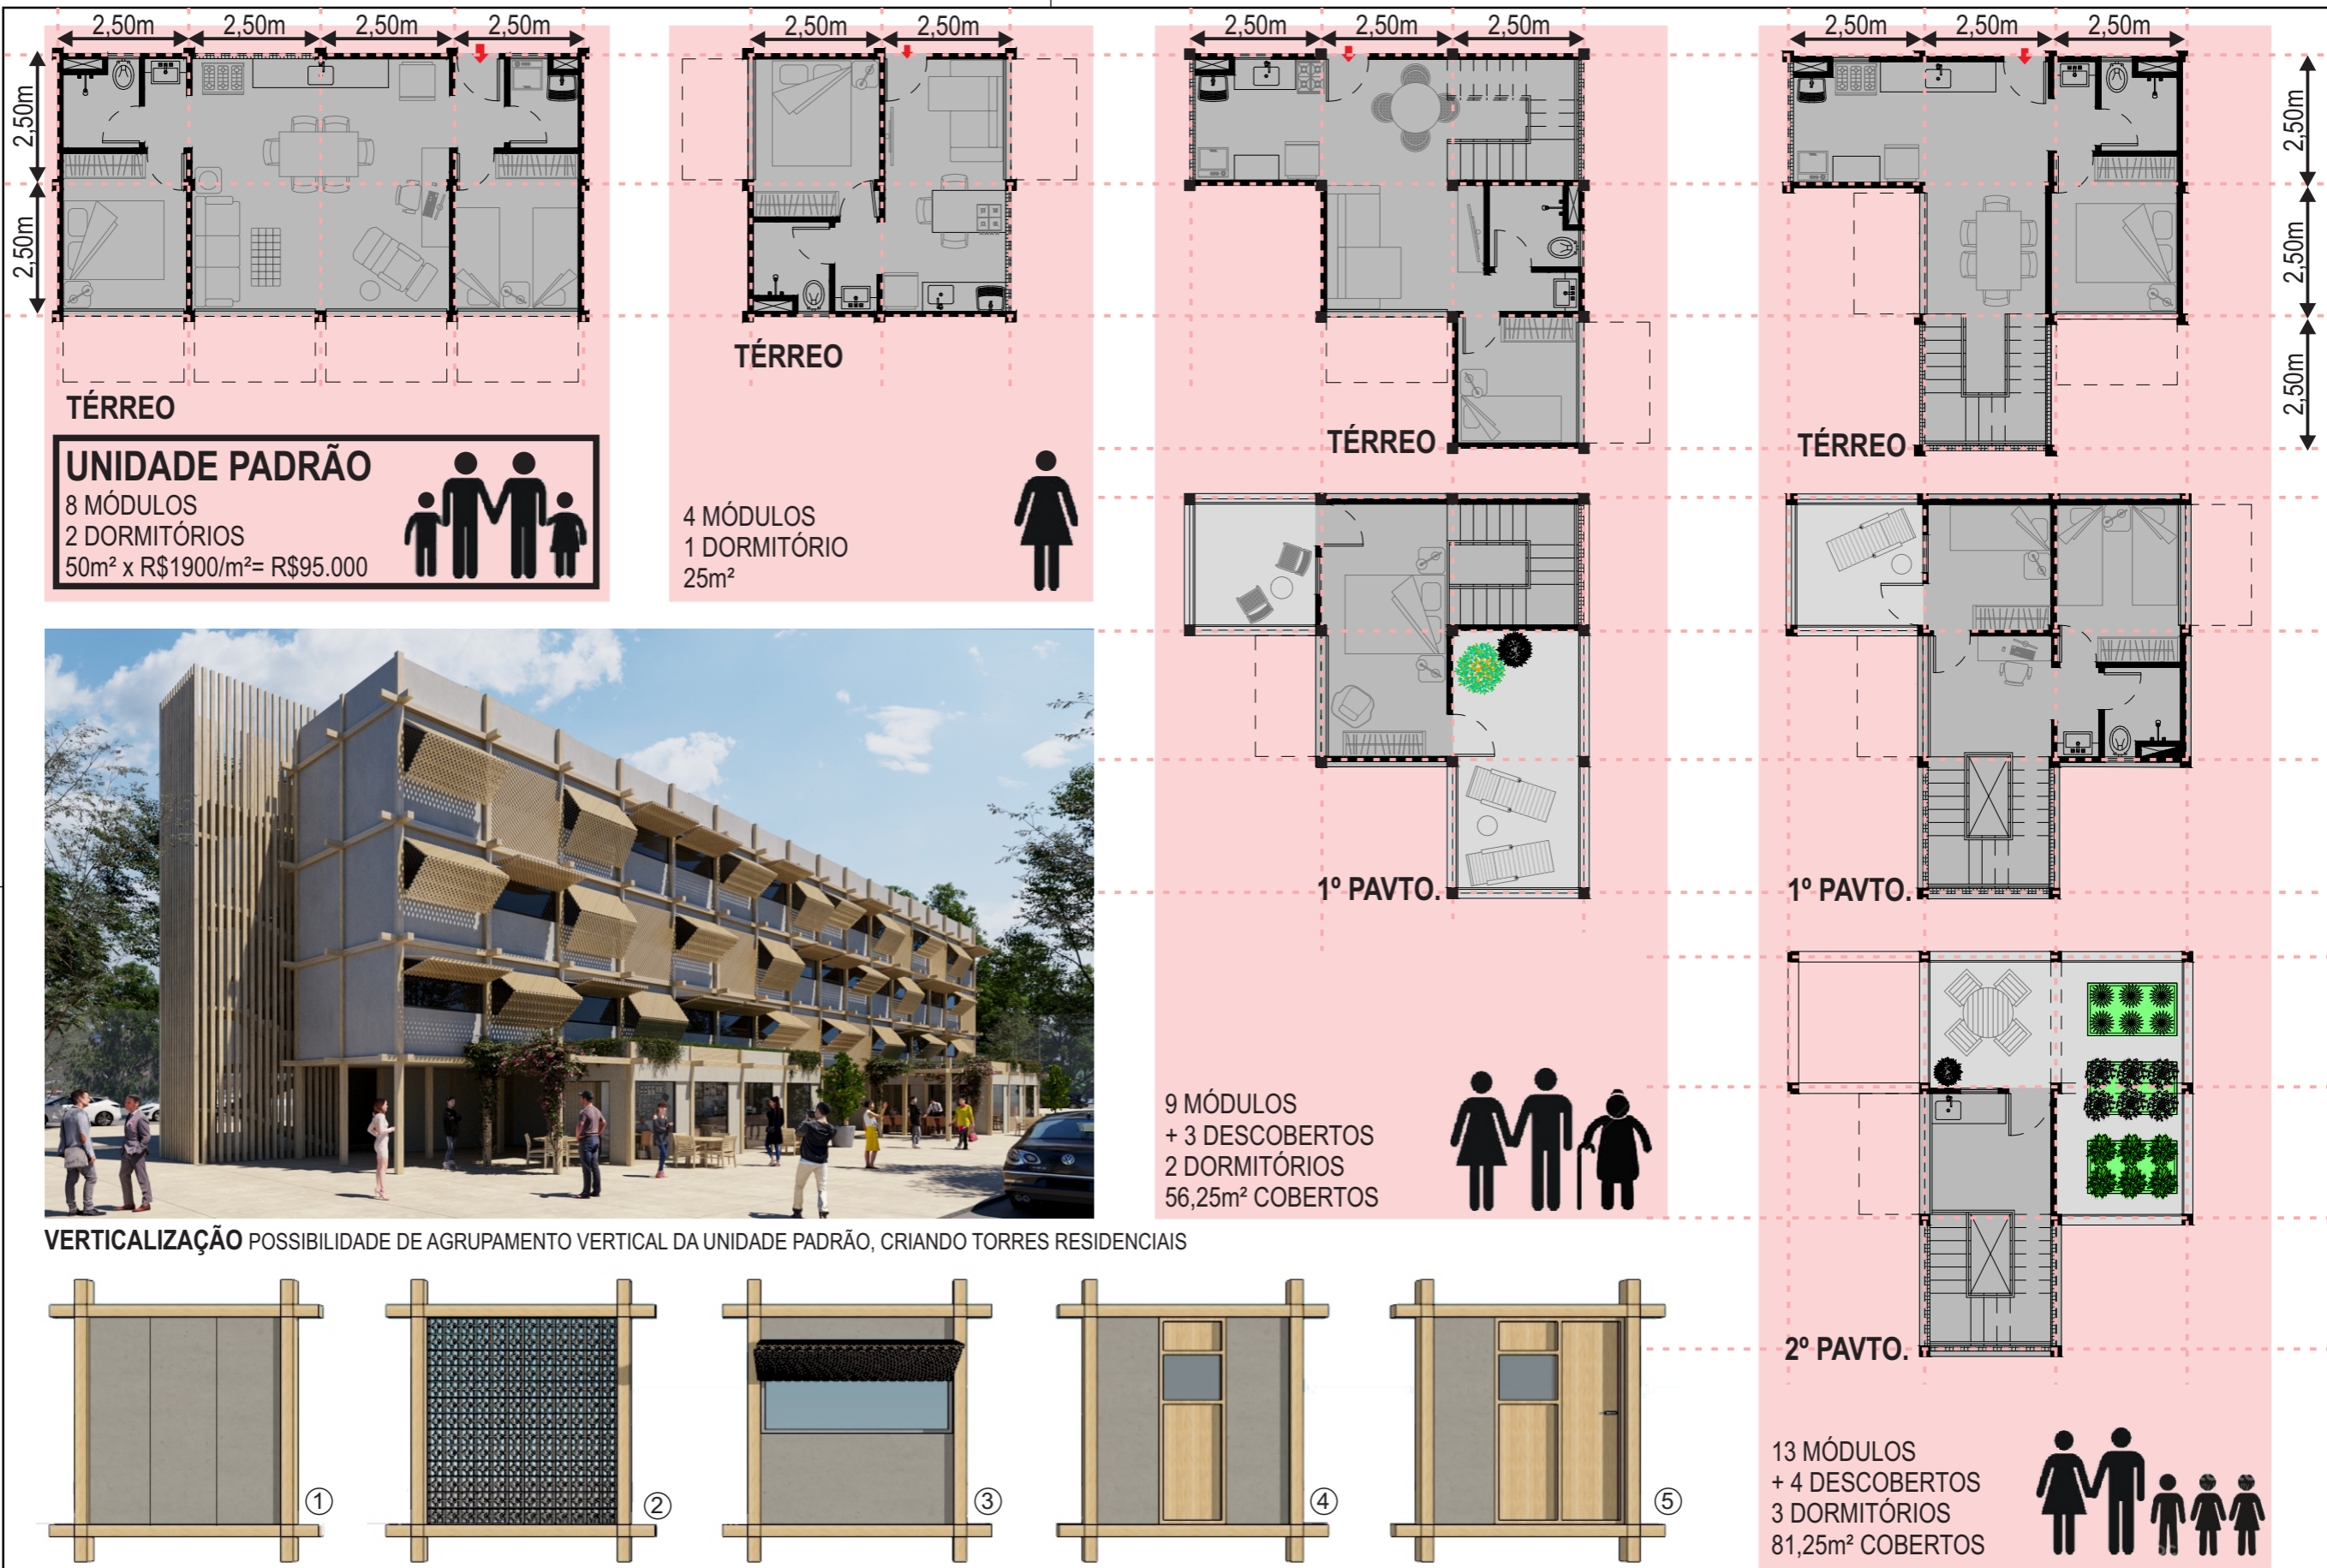 2,50m 2,50m 2,50m 2,50m
2,50m
2,50m
TÉRREO
UNIDADE PADRÃO
8 MÓDULOS
2 DORMITÓRIOS
50m² x R$1900/m²= R$95.000
2,50m 2,50m
TÉRREO
4 MÓDULOS
1 DORMITÓRIO
25m²
2,50m 2,50m 2,50m
TÉRREO
1º PAVTO.
9 MÓDULOS
+ 3 DESCOBERTOS
2 DORMITÓRIOS
56,25m² COBERTOS
2,50m 2,50m 2,50m
2,50m
2,50m
2,50m
TÉRREO
1º PAVTO.
2º PAVTO.
13 MÓDULOS
+ 4 DESCOBERTOS
3 DORMITÓRIOS
81,25m² COBERTOS
VERTICALIZAÇÃO POSSIBILIDADE DE AGRUPAMENTO VERTICAL DA UNIDADE PADRÃO, CRIANDO TORRES RESIDENCIAIS
1
2
3
4
5